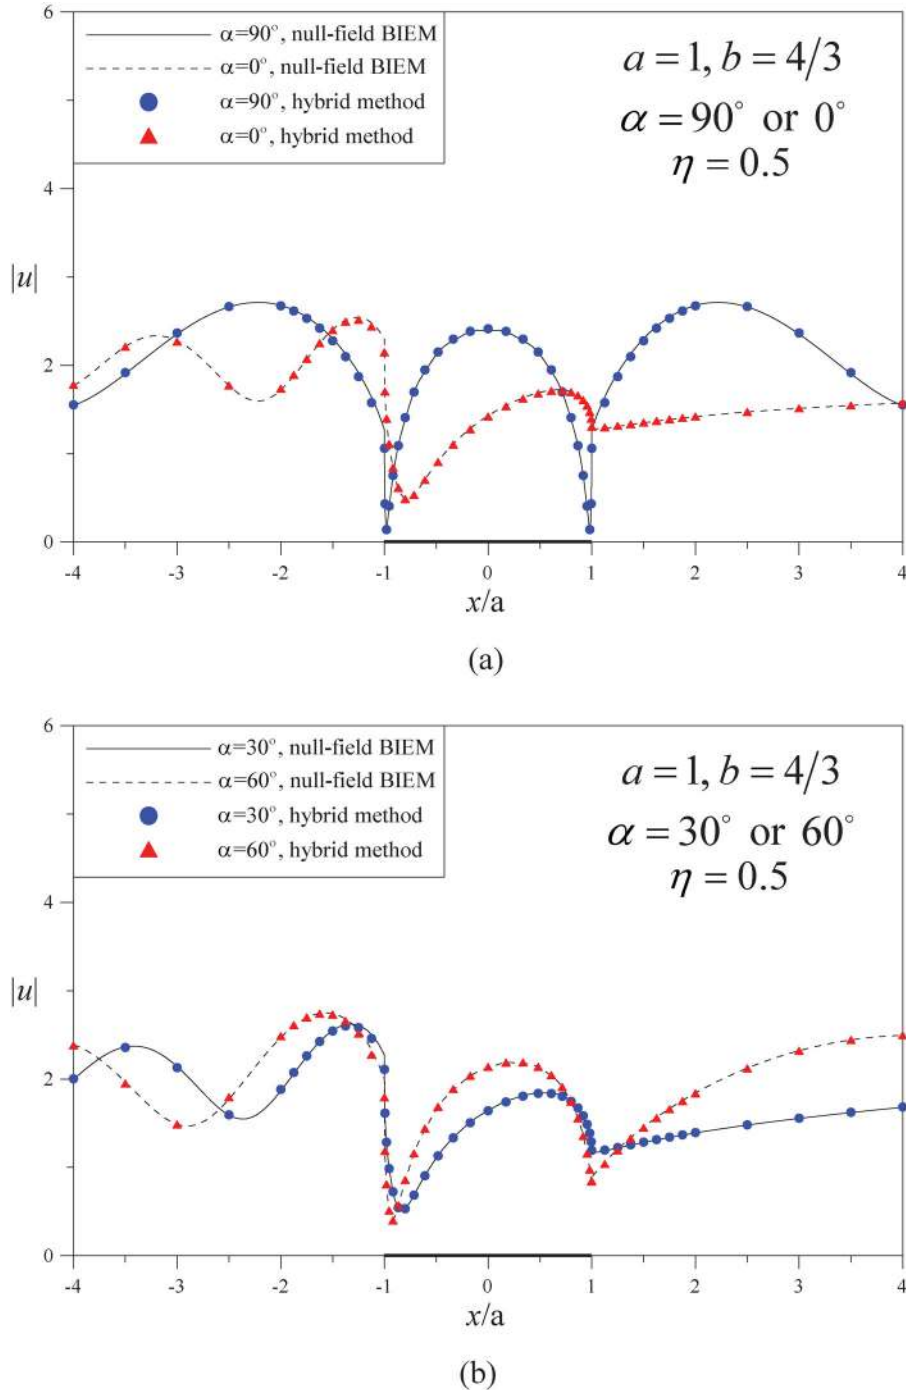 6
α=90°, null-field BIEM
α=0°, null-field BIEM
α=90°, hybrid method
α=0°, hybrid method
a = 1, b = 4/3
α = 90° or 0°
η = 0.5
4
|u|
2
0
-4 -3 -2 -1 0 1 2 3 4
x/a
(a)
6
α=30°, null-field BIEM
α=60°, null-field BIEM
α=30°, hybrid method
α=60°, hybrid method
a = 1, b = 4/3
α = 30° or 60°
η = 0.5
4
|u|
2
0
-4 -3 -2 -1 0 1 2 3 4
x/a
(b)